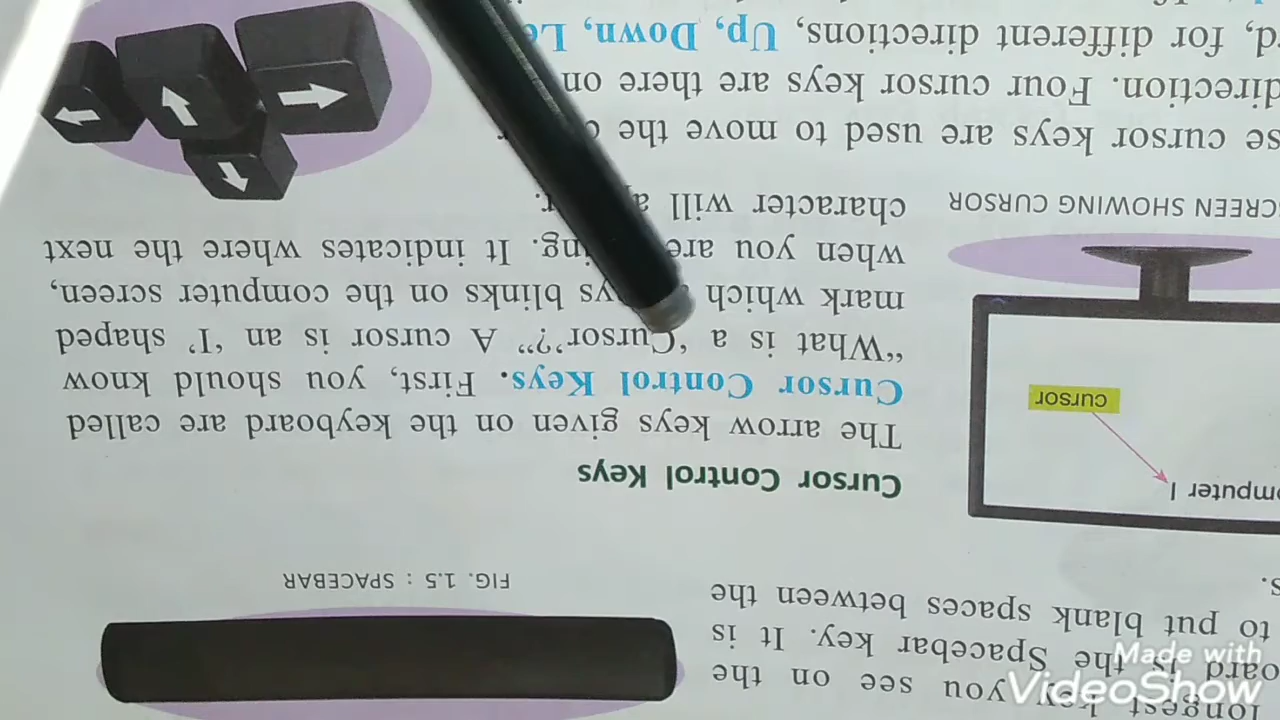 longest key you see on the
board is the Spacebar key. It is
to put blank spaces between the
s.
FIG. 1.5 : SPACEBAR
Cursor Control Keys
The arrow keys given on the keyboard are called
Cursor Control Keys. First, you should know
“What is a ‘Cursor’?” A cursor is an ‘I’ shaped
mark which blinks on the computer screen,
when you are ing. It indicates where the next
character will
omputer I
cursor
CREEN SHOWING CURSOR
se cursor keys are used to move the
direction. Four cursor keys are there on
d, for different directions, Up, Down,
Made with
VideoShow